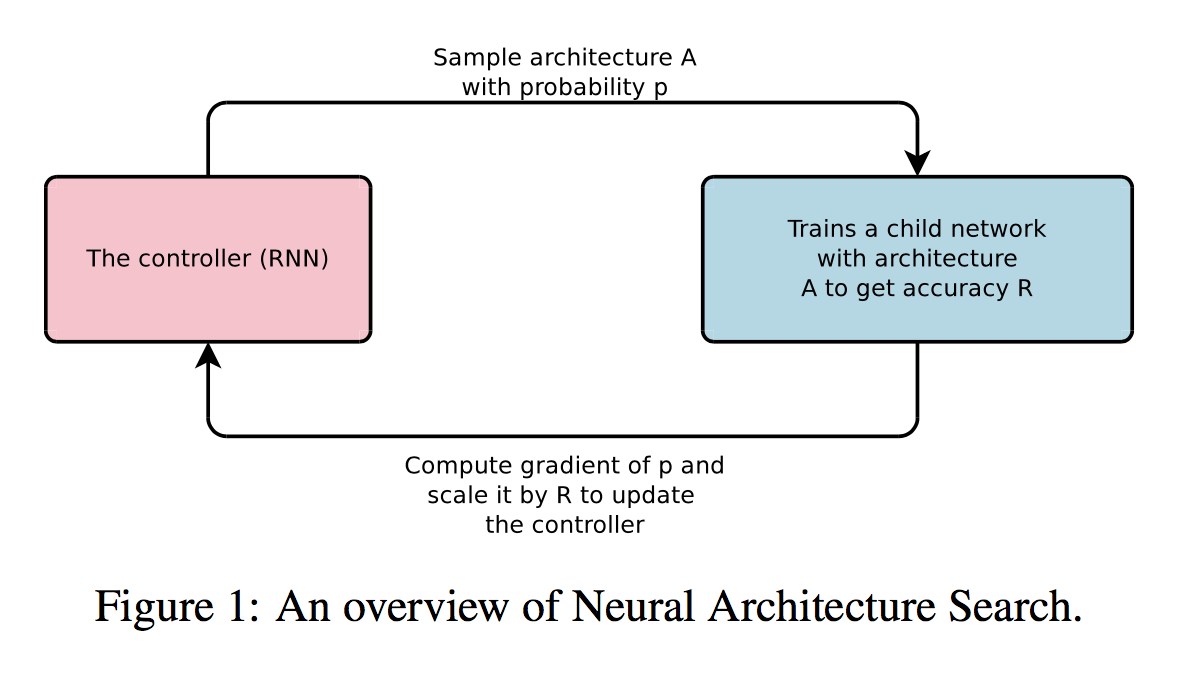 Sample architecture A
with probability p
The controller (RNN)
Trains a child network
with architecture
A to get accuracy R
Compute gradient of p and
scale it by R to update
the controller
Figure 1: An overview of Neural Architecture Search.